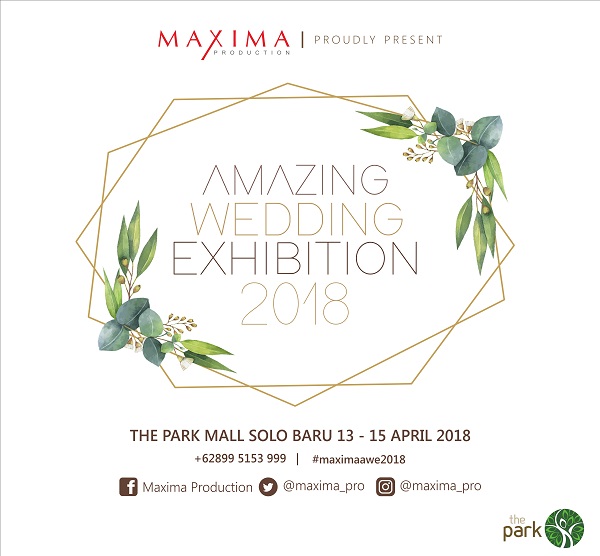 MAXIMA PRODUCTION | PROUDLY PRESENT
AMAZING
WEDDING
EXHIBITION
2018
THE PARK MALL SOLO BARU 13 - 15 APRIL 2018
+62899 5153 999 | #maximaawe2018
Maxima Production @maxima_pro @maxima_pro
the park